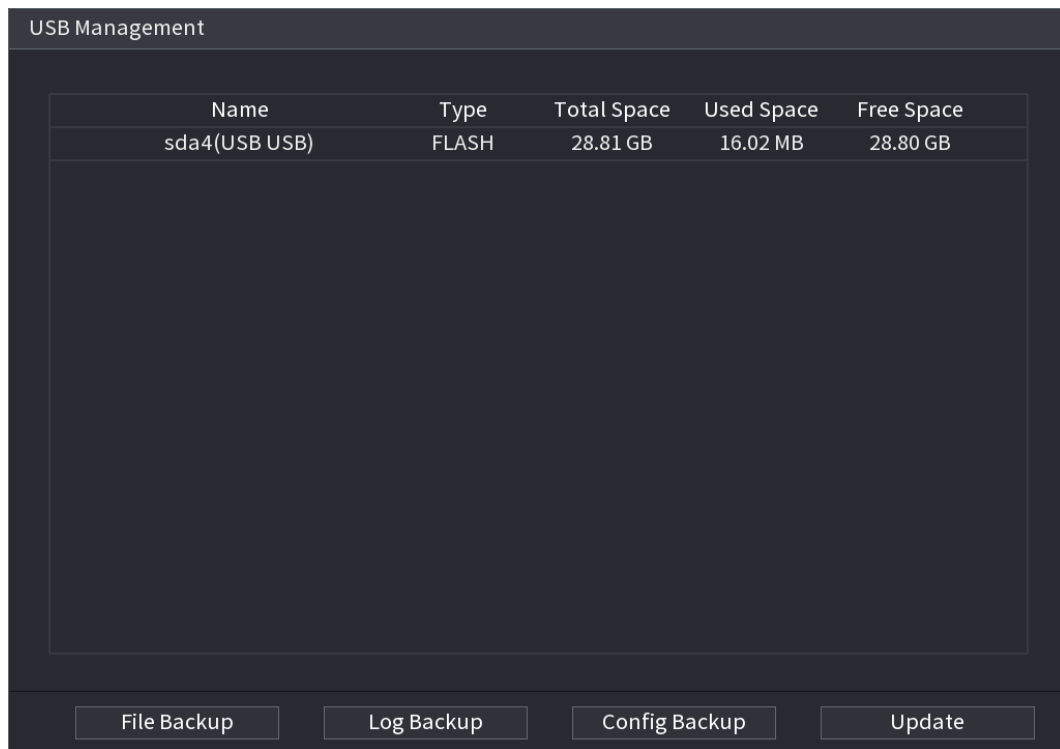 USB Management
Name Type Total Space Used Space Free Space
sda4(USB USB) FLASH 28.81 GB 16.02 MB 28.80 GB
File Backup Log Backup Config Backup Update